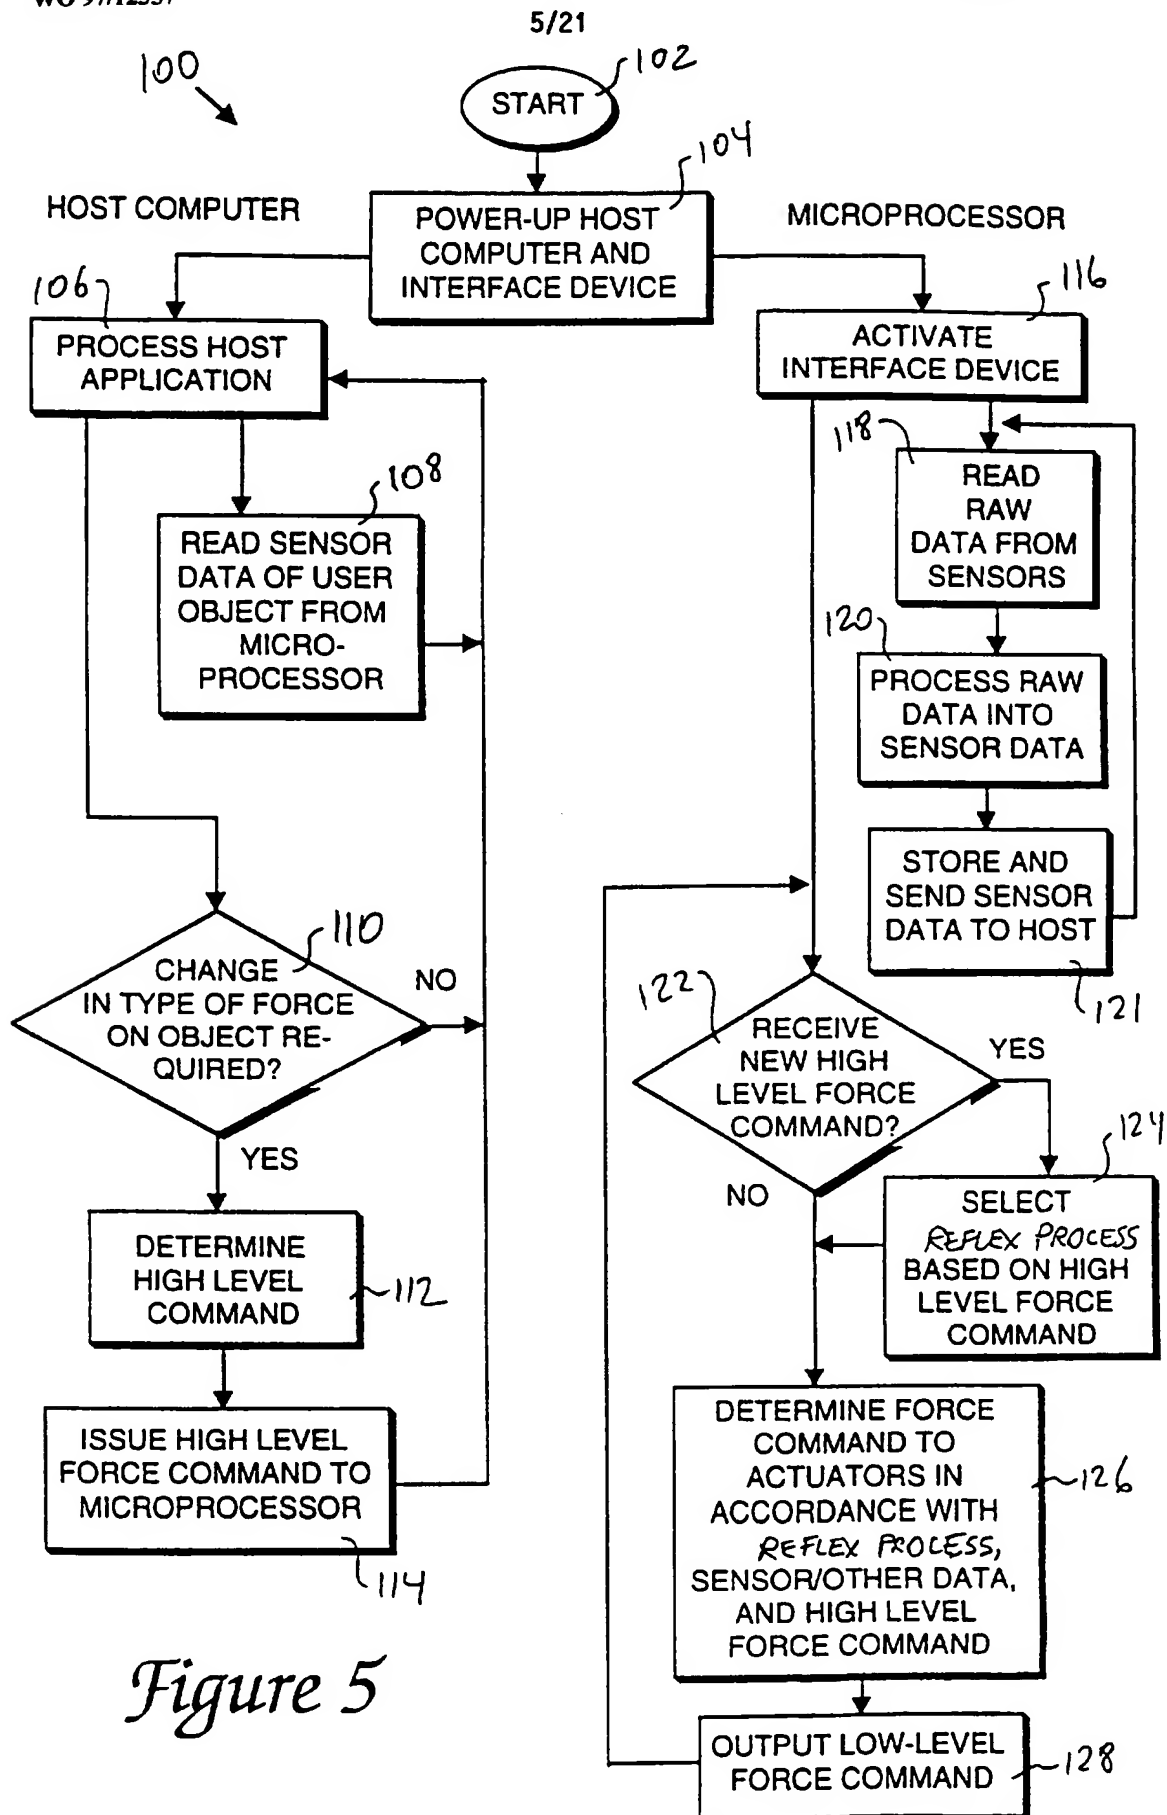 5/21
100
START
102
104
HOST COMPUTER
POWER-UP HOST
COMPUTER AND
INTERFACE DEVICE
MICROPROCESSOR
106
PROCESS HOST
APPLICATION
116
ACTIVATE
INTERFACE DEVICE
108
READ SENSOR
DATA OF USER
OBJECT FROM
MICRO-
PROCESSOR
118
READ
RAW
DATA FROM
SENSORS
120
PROCESS RAW
DATA INTO
SENSOR DATA
STORE AND
SEND SENSOR
DATA TO HOST
121
110
CHANGE
IN TYPE OF FORCE
ON OBJECT RE-
QUIRED?
NO
YES
122
RECEIVE
NEW HIGH
LEVEL FORCE
COMMAND?
YES
NO
124
SELECT
REFLEX PROCESS
BASED ON HIGH
LEVEL FORCE
COMMAND
DETERMINE
HIGH LEVEL
COMMAND
112
ISSUE HIGH LEVEL
FORCE COMMAND TO
MICROPROCESSOR
114
DETERMINE FORCE
COMMAND TO
ACTUATORS IN
ACCORDANCE WITH
REFLEX PROCESS,
SENSOR/OTHER DATA,
AND HIGH LEVEL
FORCE COMMAND
126
OUTPUT LOW-LEVEL
FORCE COMMAND
128
Figure 5